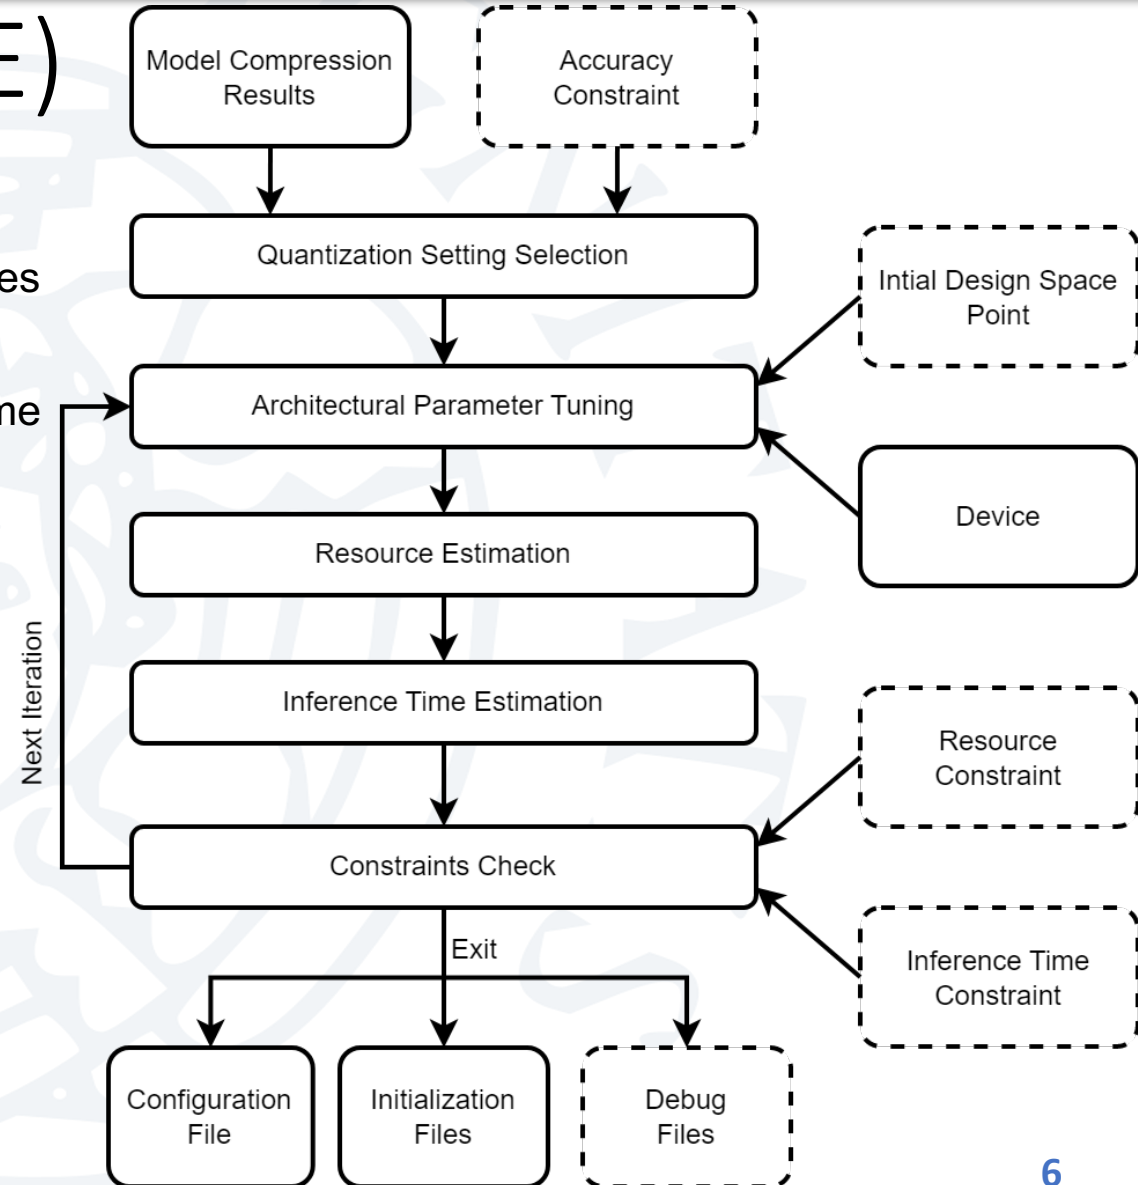 E)
Model Compression
Results
Accuracy
Constraint
Quantization Setting Selection
es
Intial Design Space
Point
Architectural Parameter Tuning
me
Device
Resource Estimation
Next Iteration
Inference Time Estimation
Resource
Constraint
Constraints Check
Exit
Inference Time
Constraint
Configuration
File
Initialization
Files
Debug
Files
6